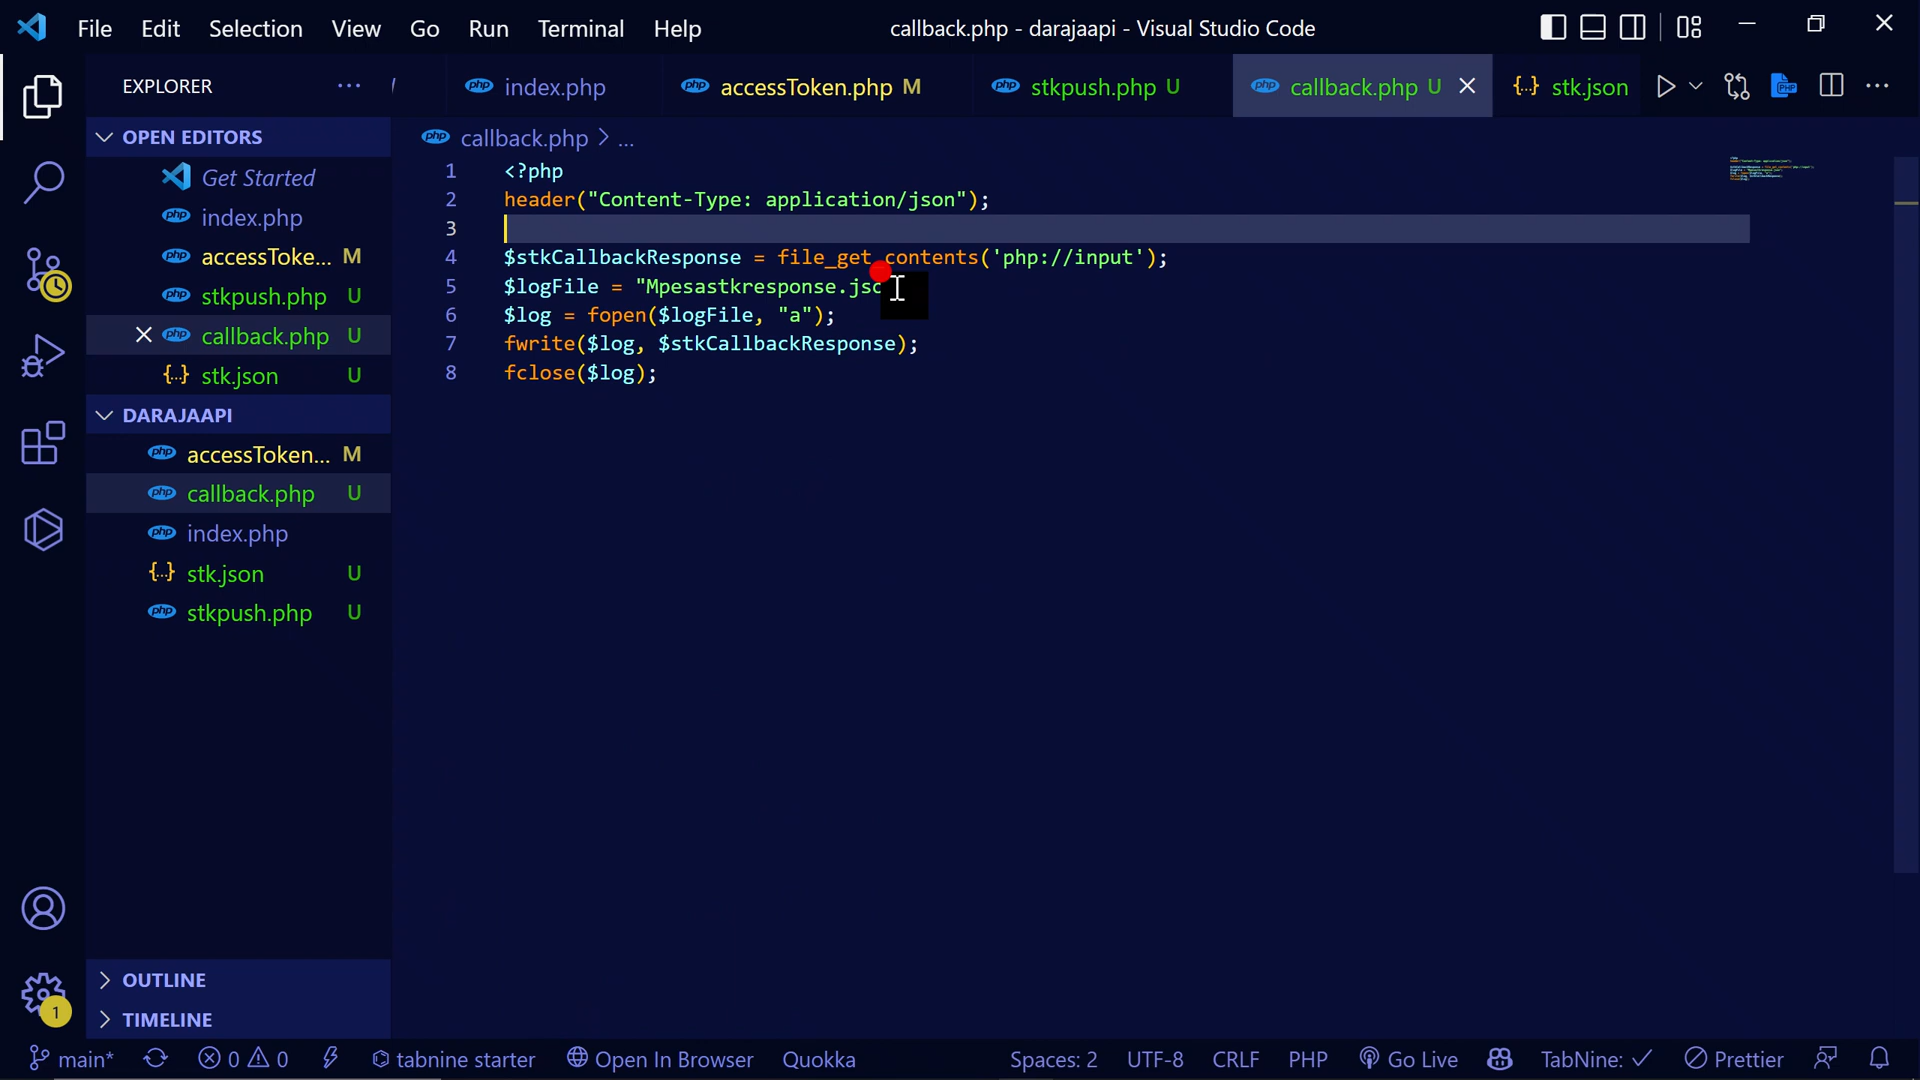 File Edit Selection View Go Run Terminal Help
callback.php - darajaapi - Visual Studio Code
EXPLORER
index.php
accessToken.php M
stkpush.php U
callback.php U
stk.json
OPEN EDITORS
Get Started
index.php
accessToke... M
stkpush.php U
callback.php U
stk.json U
DARAJAAPI
accessToken... M
callback.php U
index.php
stk.json U
stkpush.php U
OUTLINE
TIMELINE
callback.php > ...
1 <?php
2 header("Content-Type: application/json");
3
4 $stkCallbackResponse = file_get_contents('php://input');
5 $logFile = "Mpesastkresponse.jso
6 $log = fopen($logFile, "a");
7 fwrite($log, $stkCallbackResponse);
8 fclose($log);
1
main* 0 0 tabnine starter Open In Browser Quokka Spaces: 2 UTF-8 CRLF PHP Go Live TabNine: Prettier